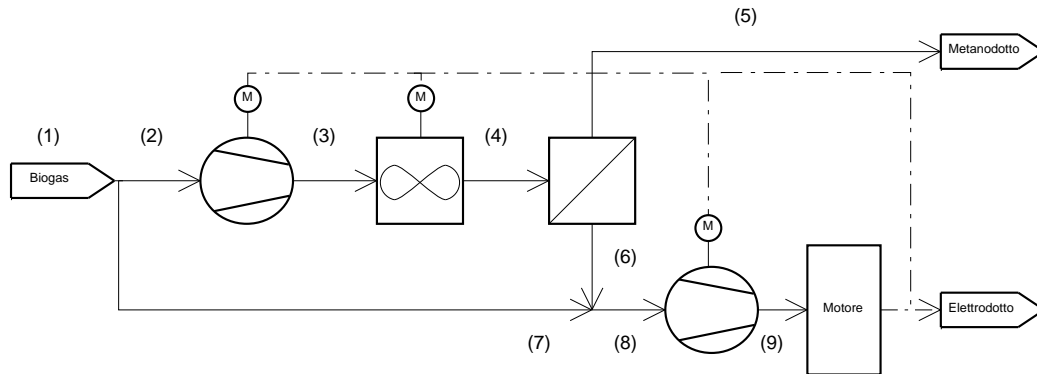 (5)
Metanodotto
M
M
(1)
(2)
(3)
(4)
Biogas
M
(6)
Motore
Elettrodotto
(7)
(8)
(9)